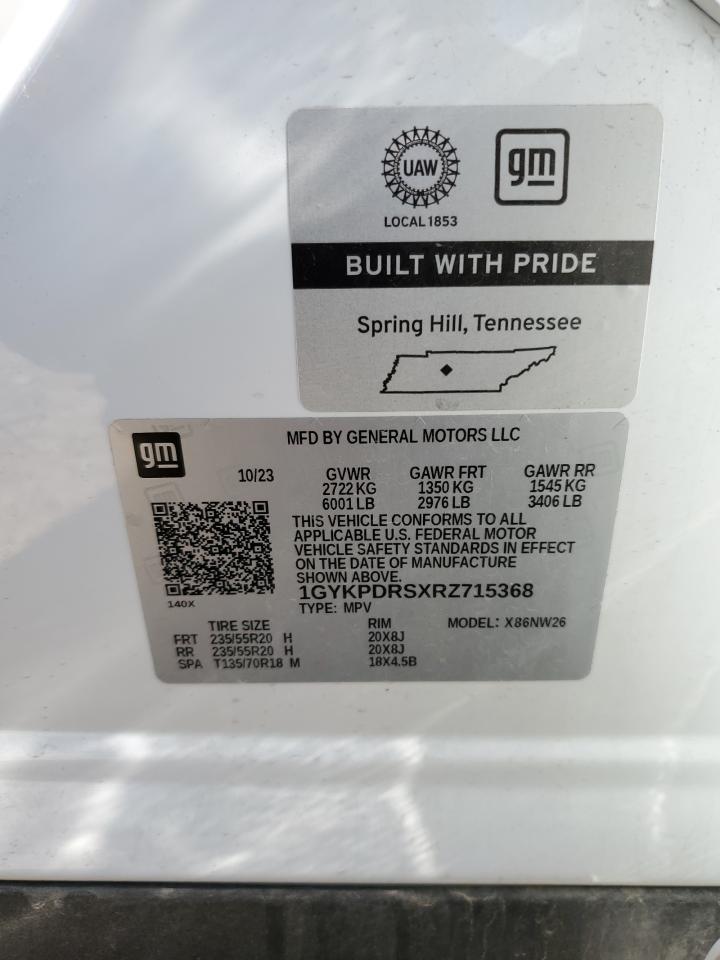 UAW
gm
LOCAL 1853
BUILT WITH PRIDE
Spring Hill, Tennessee
gm
MFD BY GENERAL MOTORS LLC
10/23 GVWR GAWR FRT GAWR RR
2722 KG 1350 KG 1545 KG
6001 LB 2976 LB 3406 LB
THIS VEHICLE CONFORMS TO ALL
APPLICABLE U.S. FEDERAL MOTOR
VEHICLE SAFETY STANDARDS IN EFFECT
ON THE DATE OF MANUFACTURE
SHOWN ABOVE.
1GYKPDRSXRZ715368
140X
TYPE: MPV
TIRE SIZE RIM MODEL: X86NW26
FRT 235/55R20 H 20X8J
RR 235/55R20 H 20X8J
SPA T135/70R18 M 18X4.5B